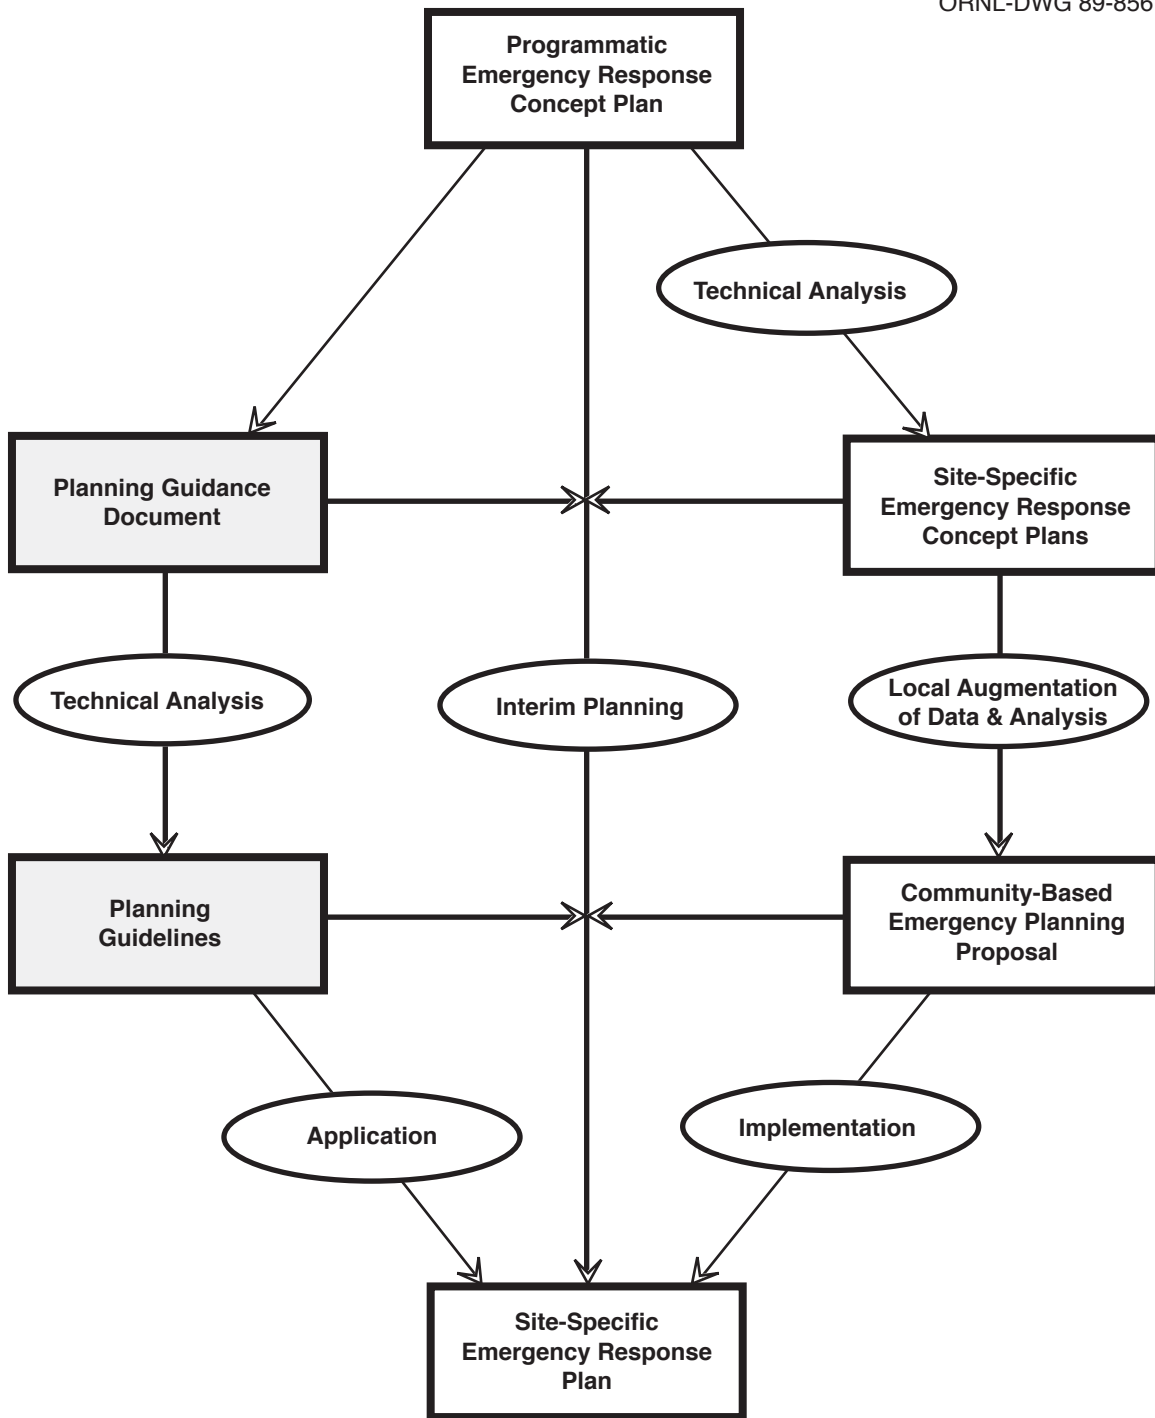 ORNL-DWG 89-856
Programmatic
Emergency Response
Concept Plan
Technical Analysis
Planning Guidance
Document
Site-Specific
Emergency Response
Concept Plans
Technical Analysis
Interim Planning
Local Augmentation
of Data & Analysis
Planning
Guidelines
Community-Based
Emergency Planning
Proposal
Application
Implementation
Site-Specific
Emergency Response
Plan